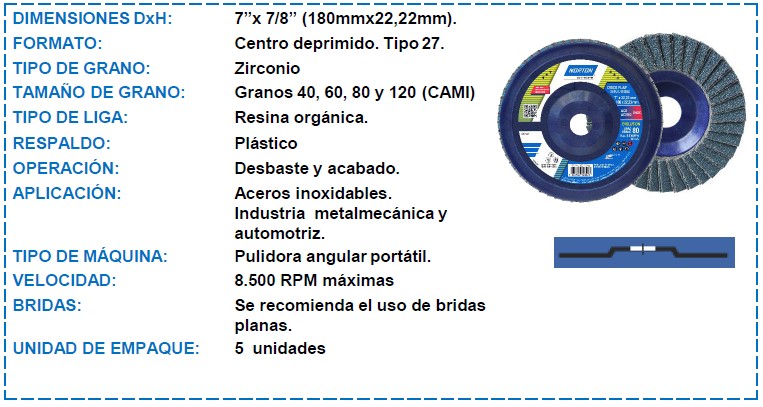 DIMENSIONES DxH: 7”x 7/8” (180mmx22,22mm).
FORMATO: Centro deprimido. Tipo 27.
TIPO DE GRANO: Zirconio
TAMAÑO DE GRANO: Granos 40, 60, 80 y 120 (CAMI)
TIPO DE LIGA: Resina orgánica.
RESPALDO: Plástico
OPERACIÓN: Desbaste y acabado.
APLICACIÓN: Aceros inoxidables.
Industria metalmecánica y
automotriz.
TIPO DE MÁQUINA: Pulidora angular portátil.
VELOCIDAD: 8.500 RPM máximas
BRIDAS: Se recomienda el uso de bridas
planas.
UNIDAD DE EMPAQUE: 5 unidades
NORTON
DISCO FLAP
80